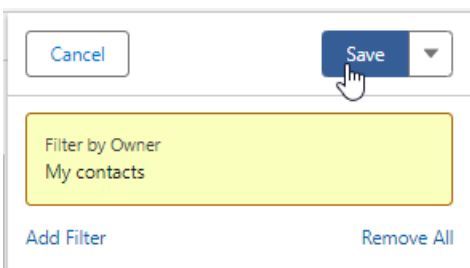 Cancel
Save
Filter by Owner
My contacts
Add Filter
Remove All